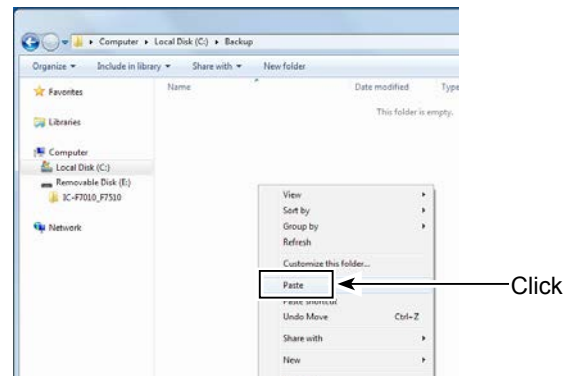 Computer ▸ Local Disk (C:) ▸ Backup
Organize Include in library Share with New folder
Name Date modified Type
This folder is empty.
Favorites
Libraries
Computer
Local Disk (C:)
Removable Disk (E:)
IC-F7010_F7510
Network
View
Sort by
Group by
Refresh
Customize this folder...
Paste
Paste shortcut
Undo Move Ctrl+Z
Share with
New
Click